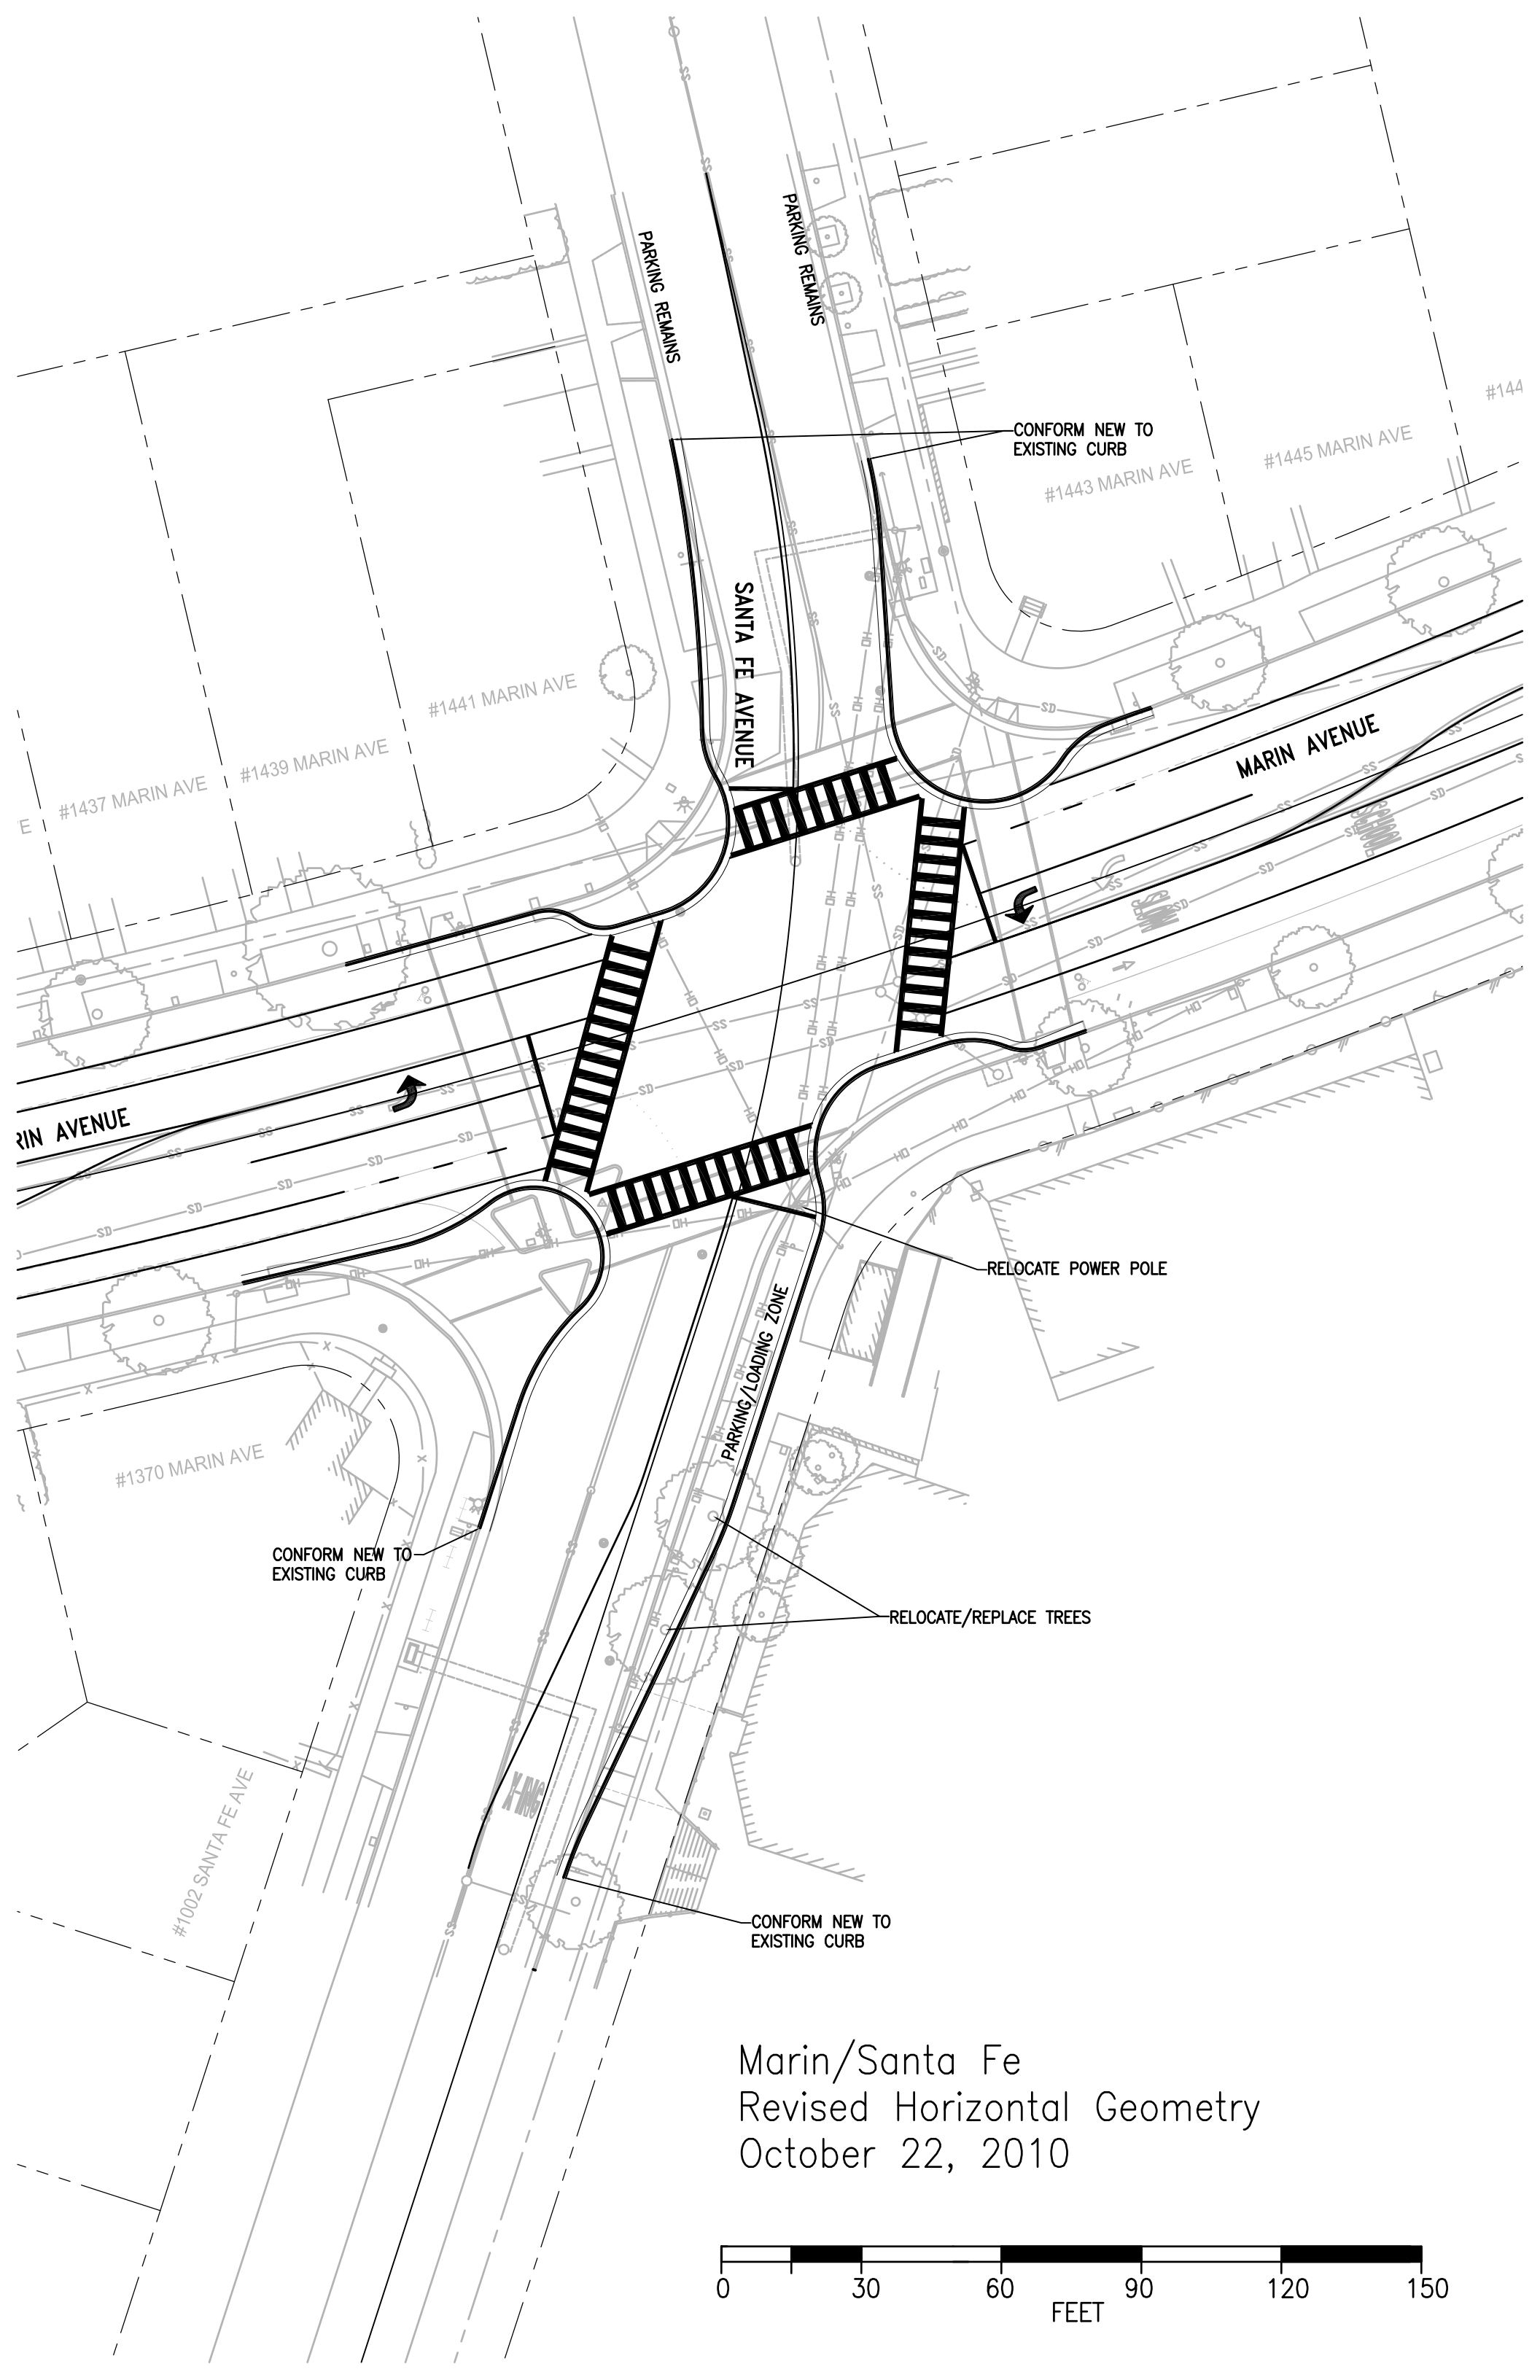 PARKING REMAINS
PARKING REMAINS
CONFORM NEW TO
EXISTING CURB
#1443 MARIN AVE
#1445 MARIN AVE
#144
SANTA FE AVENUE
#1441 MARIN AVE
#1439 MARIN AVE
#1437 MARIN AVE
E
MARIN AVENUE
RIN AVENUE
RELOCATE POWER POLE
PARKING/LOADING ZONE
#1370 MARIN AVE
CONFORM NEW TO
EXISTING CURB
RELOCATE/REPLACE TREES
X-ING
#1002 SANTA FE AVE
CONFORM NEW TO
EXISTING CURB
Marin/Santa Fe
Revised Horizontal Geometry
October 22, 2010
0 30 60 90 120 150
FEET